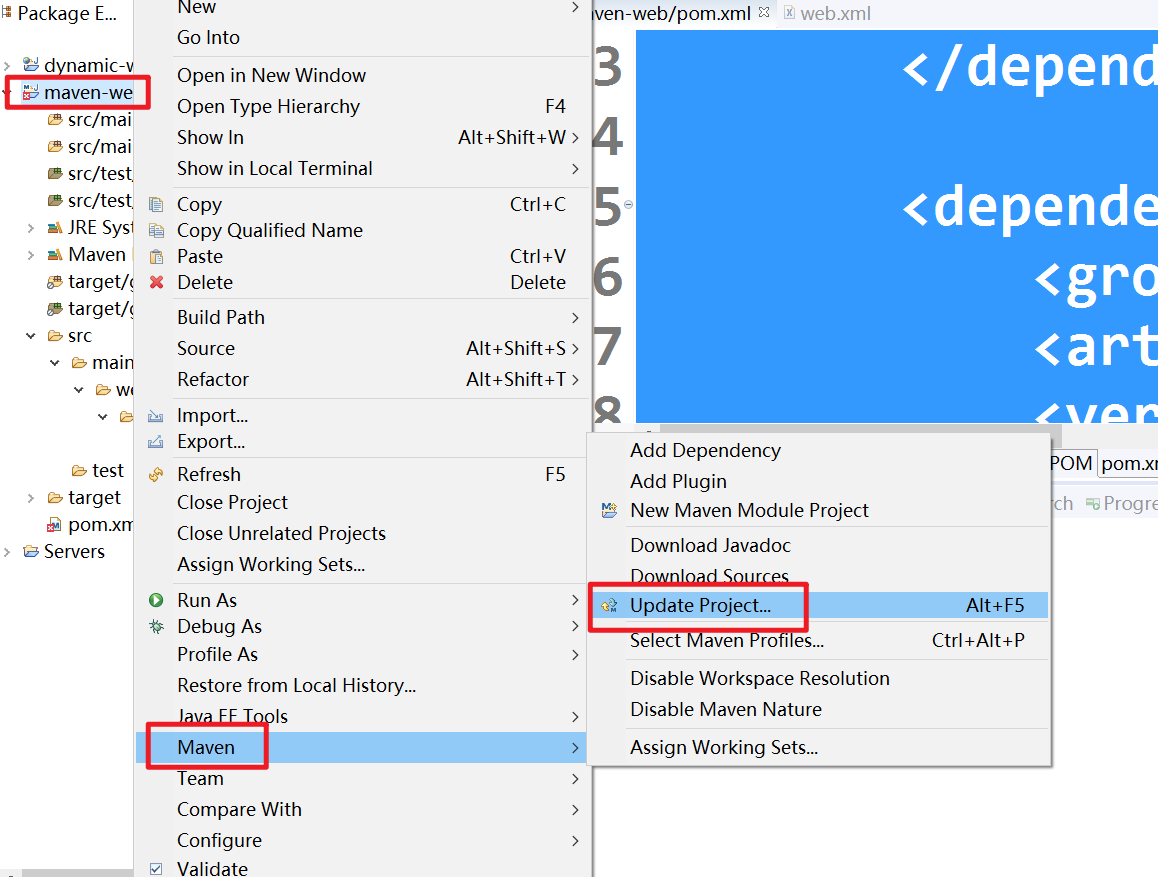 Package E...
dynamic-w
maven-we
src/mai
src/mai
src/test,
src/test,
JRE Syst
Maven
target/g
target/g
src
main
we
test
target
pom.xm
Servers
New
Go Into
Open in New Window
Open Type Hierarchy F4
Show In Alt+Shift+W
Show in Local Terminal
Copy Ctrl+C
Copy Qualified Name
Paste Ctrl+V
Delete Delete
Build Path
Source Alt+Shift+S
Refactor Alt+Shift+T
Import...
Export...
Refresh F5
Close Project
Close Unrelated Projects
Assign Working Sets...
Run As
Debug As
Profile As
Restore from Local History...
Java EE Tools
Maven
Team
Compare With
Configure
Validate
aven-web/pom.xml web.xml
3 </depend
4
5 <depende
6 <gro
7 <art
8 <ver
POM pom.xm
rch Progre
Add Dependency
Add Plugin
New Maven Module Project
Download Javadoc
Download Sources
Update Project... Alt+F5
Select Maven Profiles... Ctrl+Alt+P
Disable Workspace Resolution
Disable Maven Nature
Assign Working Sets...